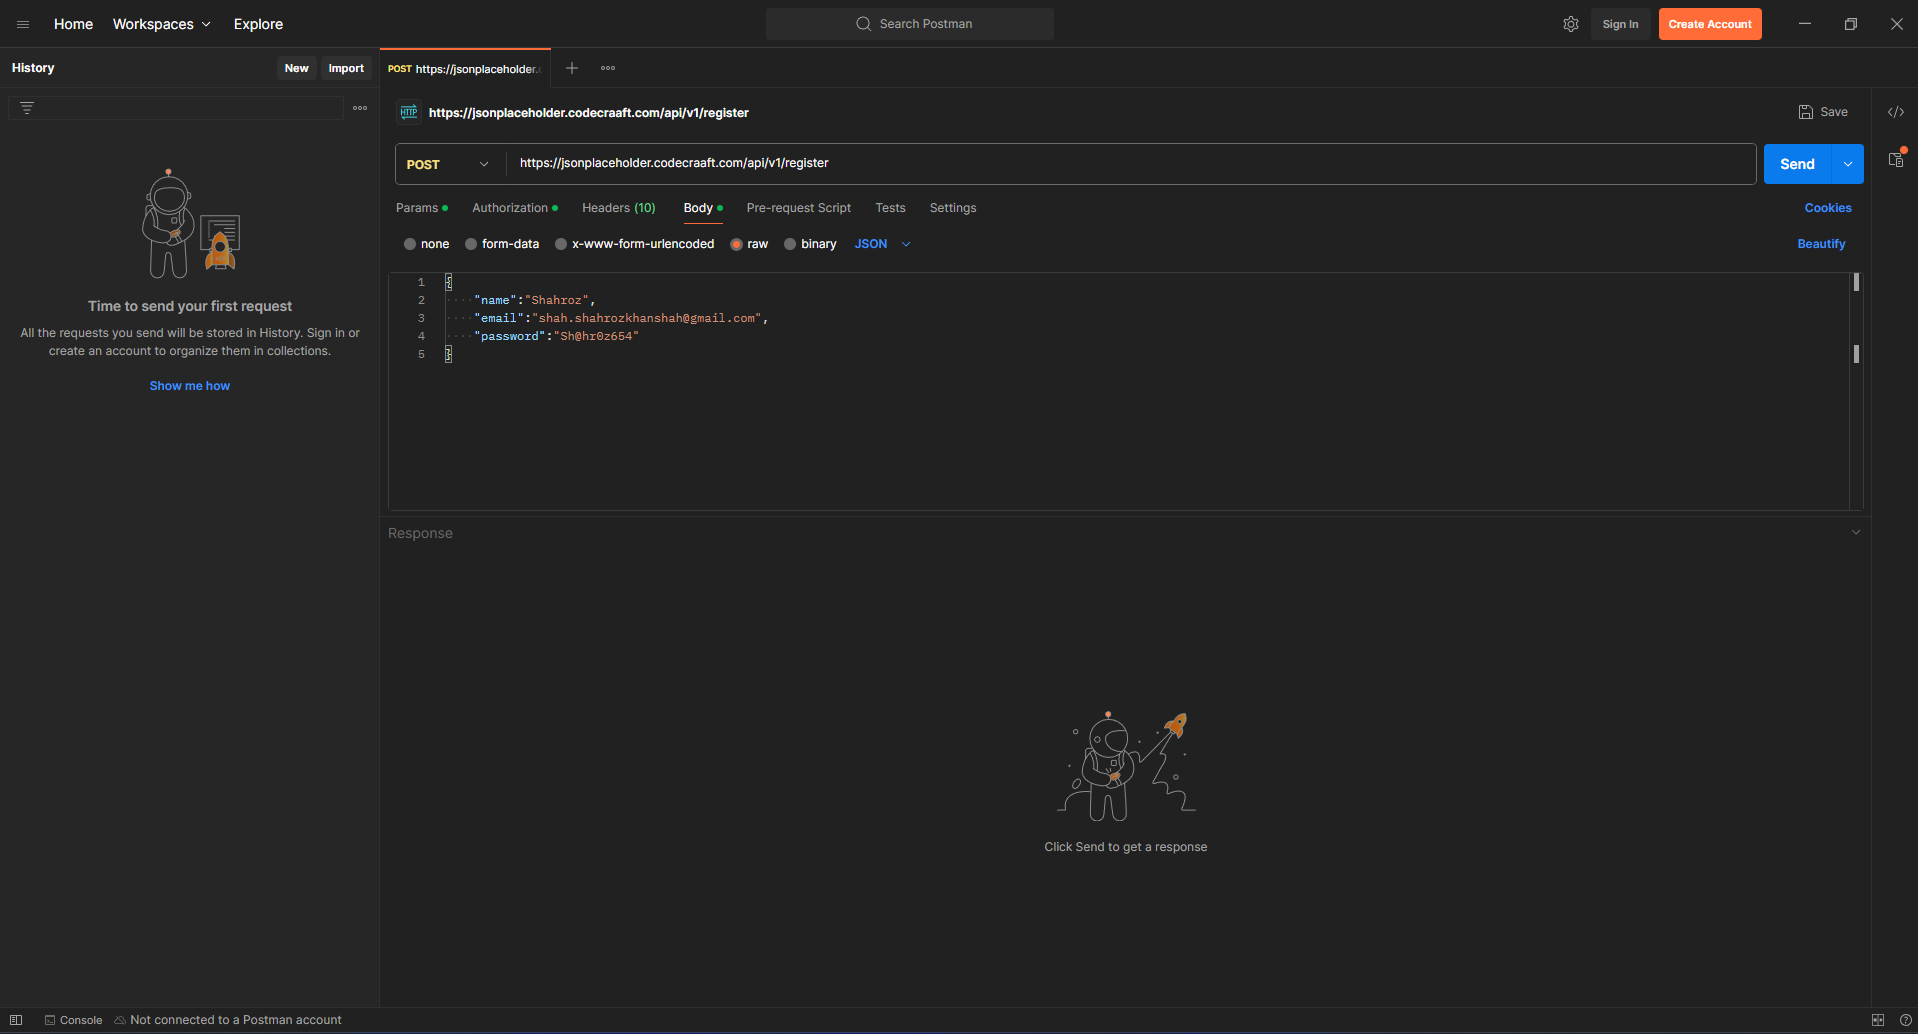 Home Workspaces Explore
Search Postman
Sign In Create Account
History New Import
POST https://jsonplaceholder.
HTTP https://jsonplaceholder.codecraaft.com/api/v1/register
Save
POST https://jsonplaceholder.codecraaft.com/api/v1/register
Send
Params Authorization Headers (10) Body Pre-request Script Tests Settings Cookies
none form-data x-www-form-urlencoded raw binary JSON Beautify
1 {
2 "name":"Shahroz",
3 "email":"shah.shahrozkhanshah@gmail.com",
4 "password":"Sh@hr0z654"
5 }
Time to send your first request
All the requests you send will be stored in History. Sign in or
create an account to organize them in collections.
Show me how
Response
Click Send to get a response
Console Not connected to a Postman account